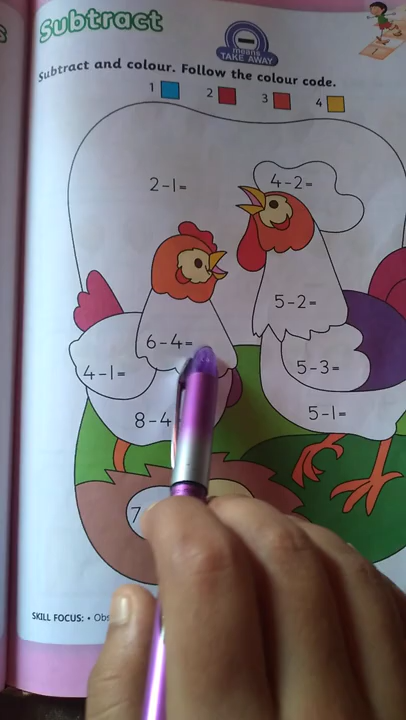 Subtract
means
TAKE AWAY
Subtract and colour. Follow the colour code.
1 2 3 4
2-1=
4-2=
5-2=
6-4=
4-1=
5-3=
8-4
5-1=
7
SKILL FOCUS: •